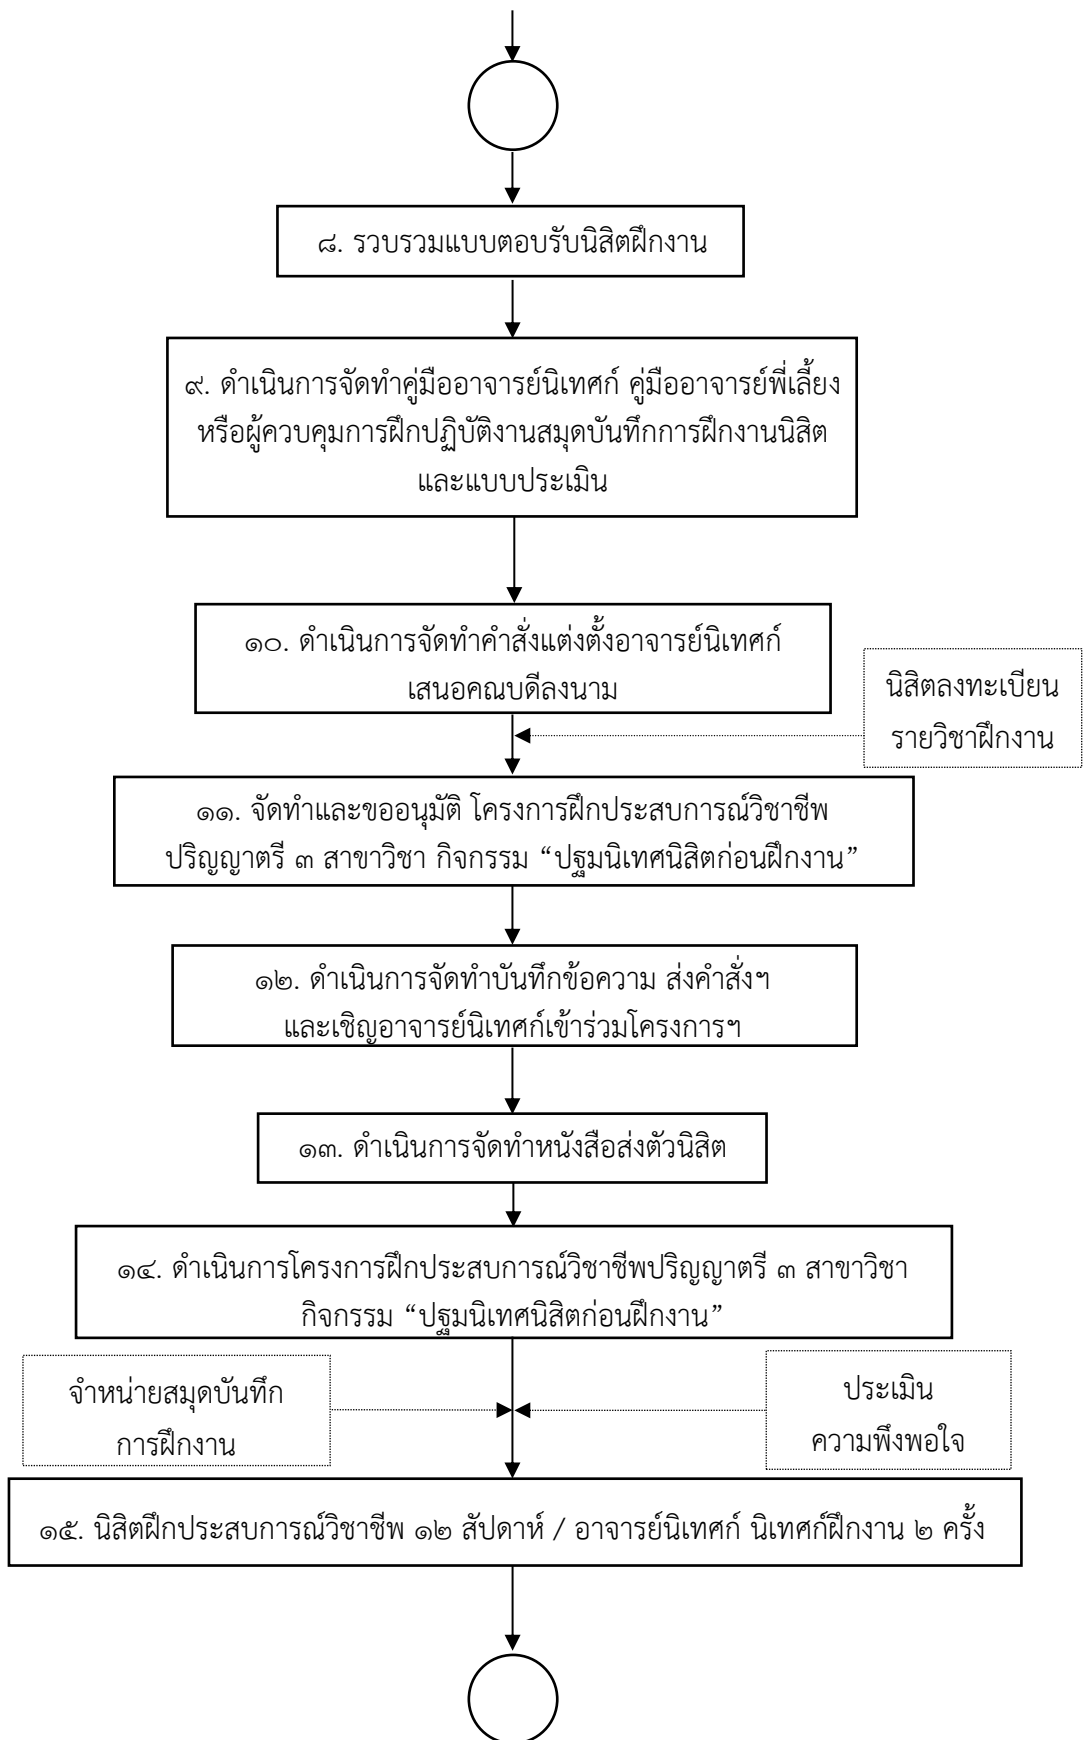 ๘. รวบรวมแบบตอบรับนิสิตฝึกงาน
๙. ดำเนินการจัดทำคู่มืออาจารย์นิเทศก์ คู่มืออาจารย์พี่เลี้ยง
หรือผู้ควบคุมการฝึกปฏิบัติงานสมุดบันทึกการฝึกงานนิสิต
และแบบประเมิน
๑๐. ดำเนินการจัดทำคำสั่งแต่งตั้งอาจารย์นิเทศก์
เสนอคณบดีลงนาม
นิสิตลงทะเบียน
รายวิชาฝึกงาน
๑๑. จัดทำและขออนุมัติ โครงการฝึกประสบการณ์วิชาชีพ
ปริญญาตรี ๓ สาขาวิชา กิจกรรม “ปฐมนิเทศนิสิตก่อนฝึกงาน”
๑๒. ดำเนินการจัดทำบันทึกข้อความ ส่งคำสั่งฯ
และเชิญอาจารย์นิเทศก์เข้าร่วมโครงการฯ
๑๓. ดำเนินการจัดทำหนังสือส่งตัวนิสิต
๑๔. ดำเนินการโครงการฝึกประสบการณ์วิชาชีพปริญญาตรี ๓ สาขาวิชา
กิจกรรม “ปฐมนิเทศนิสิตก่อนฝึกงาน”
จำหน่ายสมุดบันทึก
การฝึกงาน
ประเมิน
ความพึงพอใจ
๑๕. นิสิตฝึกประสบการณ์วิชาชีพ ๑๒ สัปดาห์ / อาจารย์นิเทศก์ นิเทศก์ฝึกงาน ๒ ครั้ง